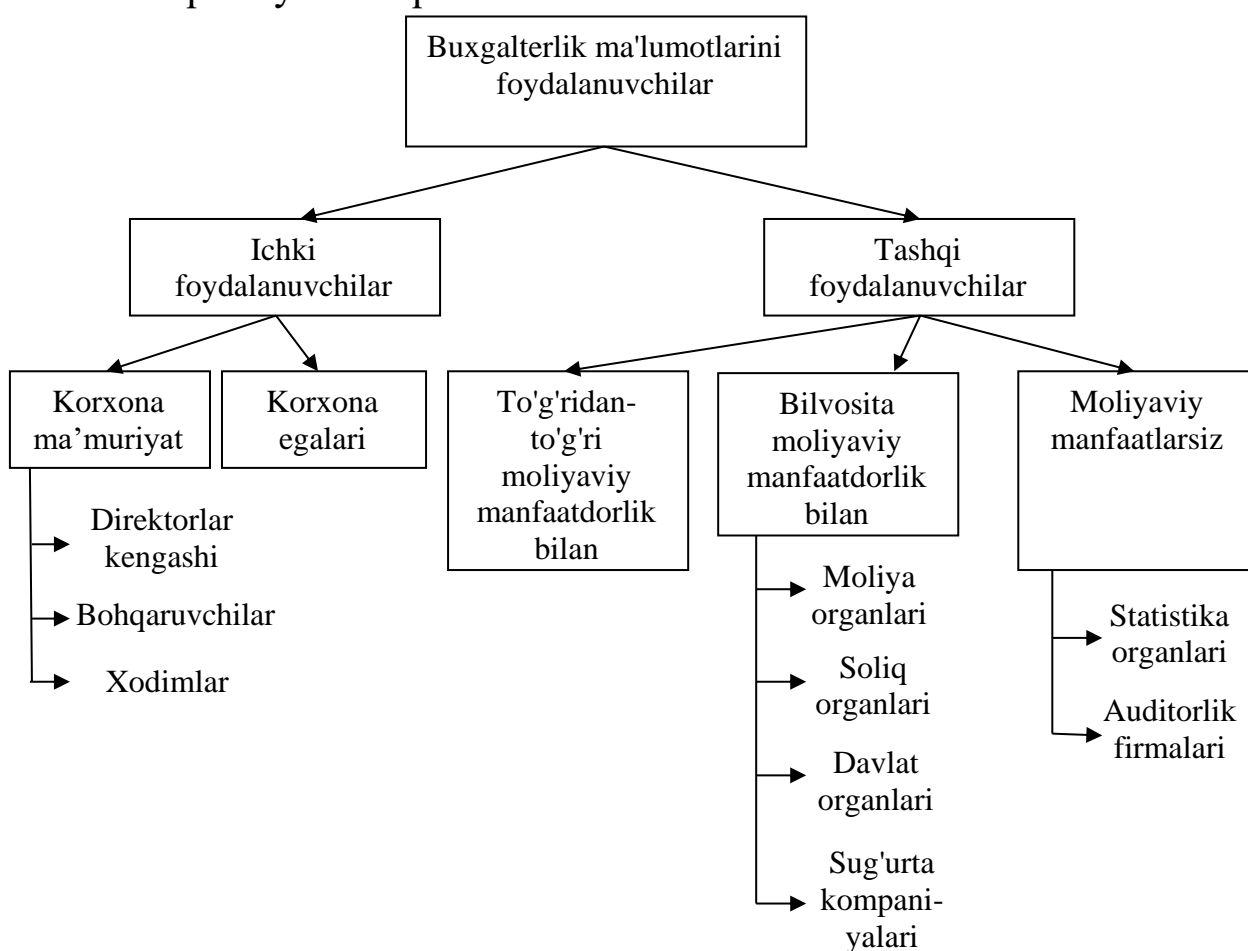 Buxgalterlik ma'lumotlarini
foydalanuvchilar
Ichki
foydalanuvchilar
Tashqi
foydalanuvchilar
Korxona
ma’muriyat
Korxona
egalari
To'g'ridan-
to'g'ri
moliyaviy
manfaatdorlik
bilan
Bilvosita
moliyaviy
manfaatdorlik
bilan
Moliyaviy
manfaatlarsiz
Direktorlar
kengashi
Bohqaruvchilar
Xodimlar
Moliya
organlari
Soliq
organlari
Davlat
organlari
Sug'urta
kompani-
yalari
Statistika
organlari
Auditorlik
firmalari